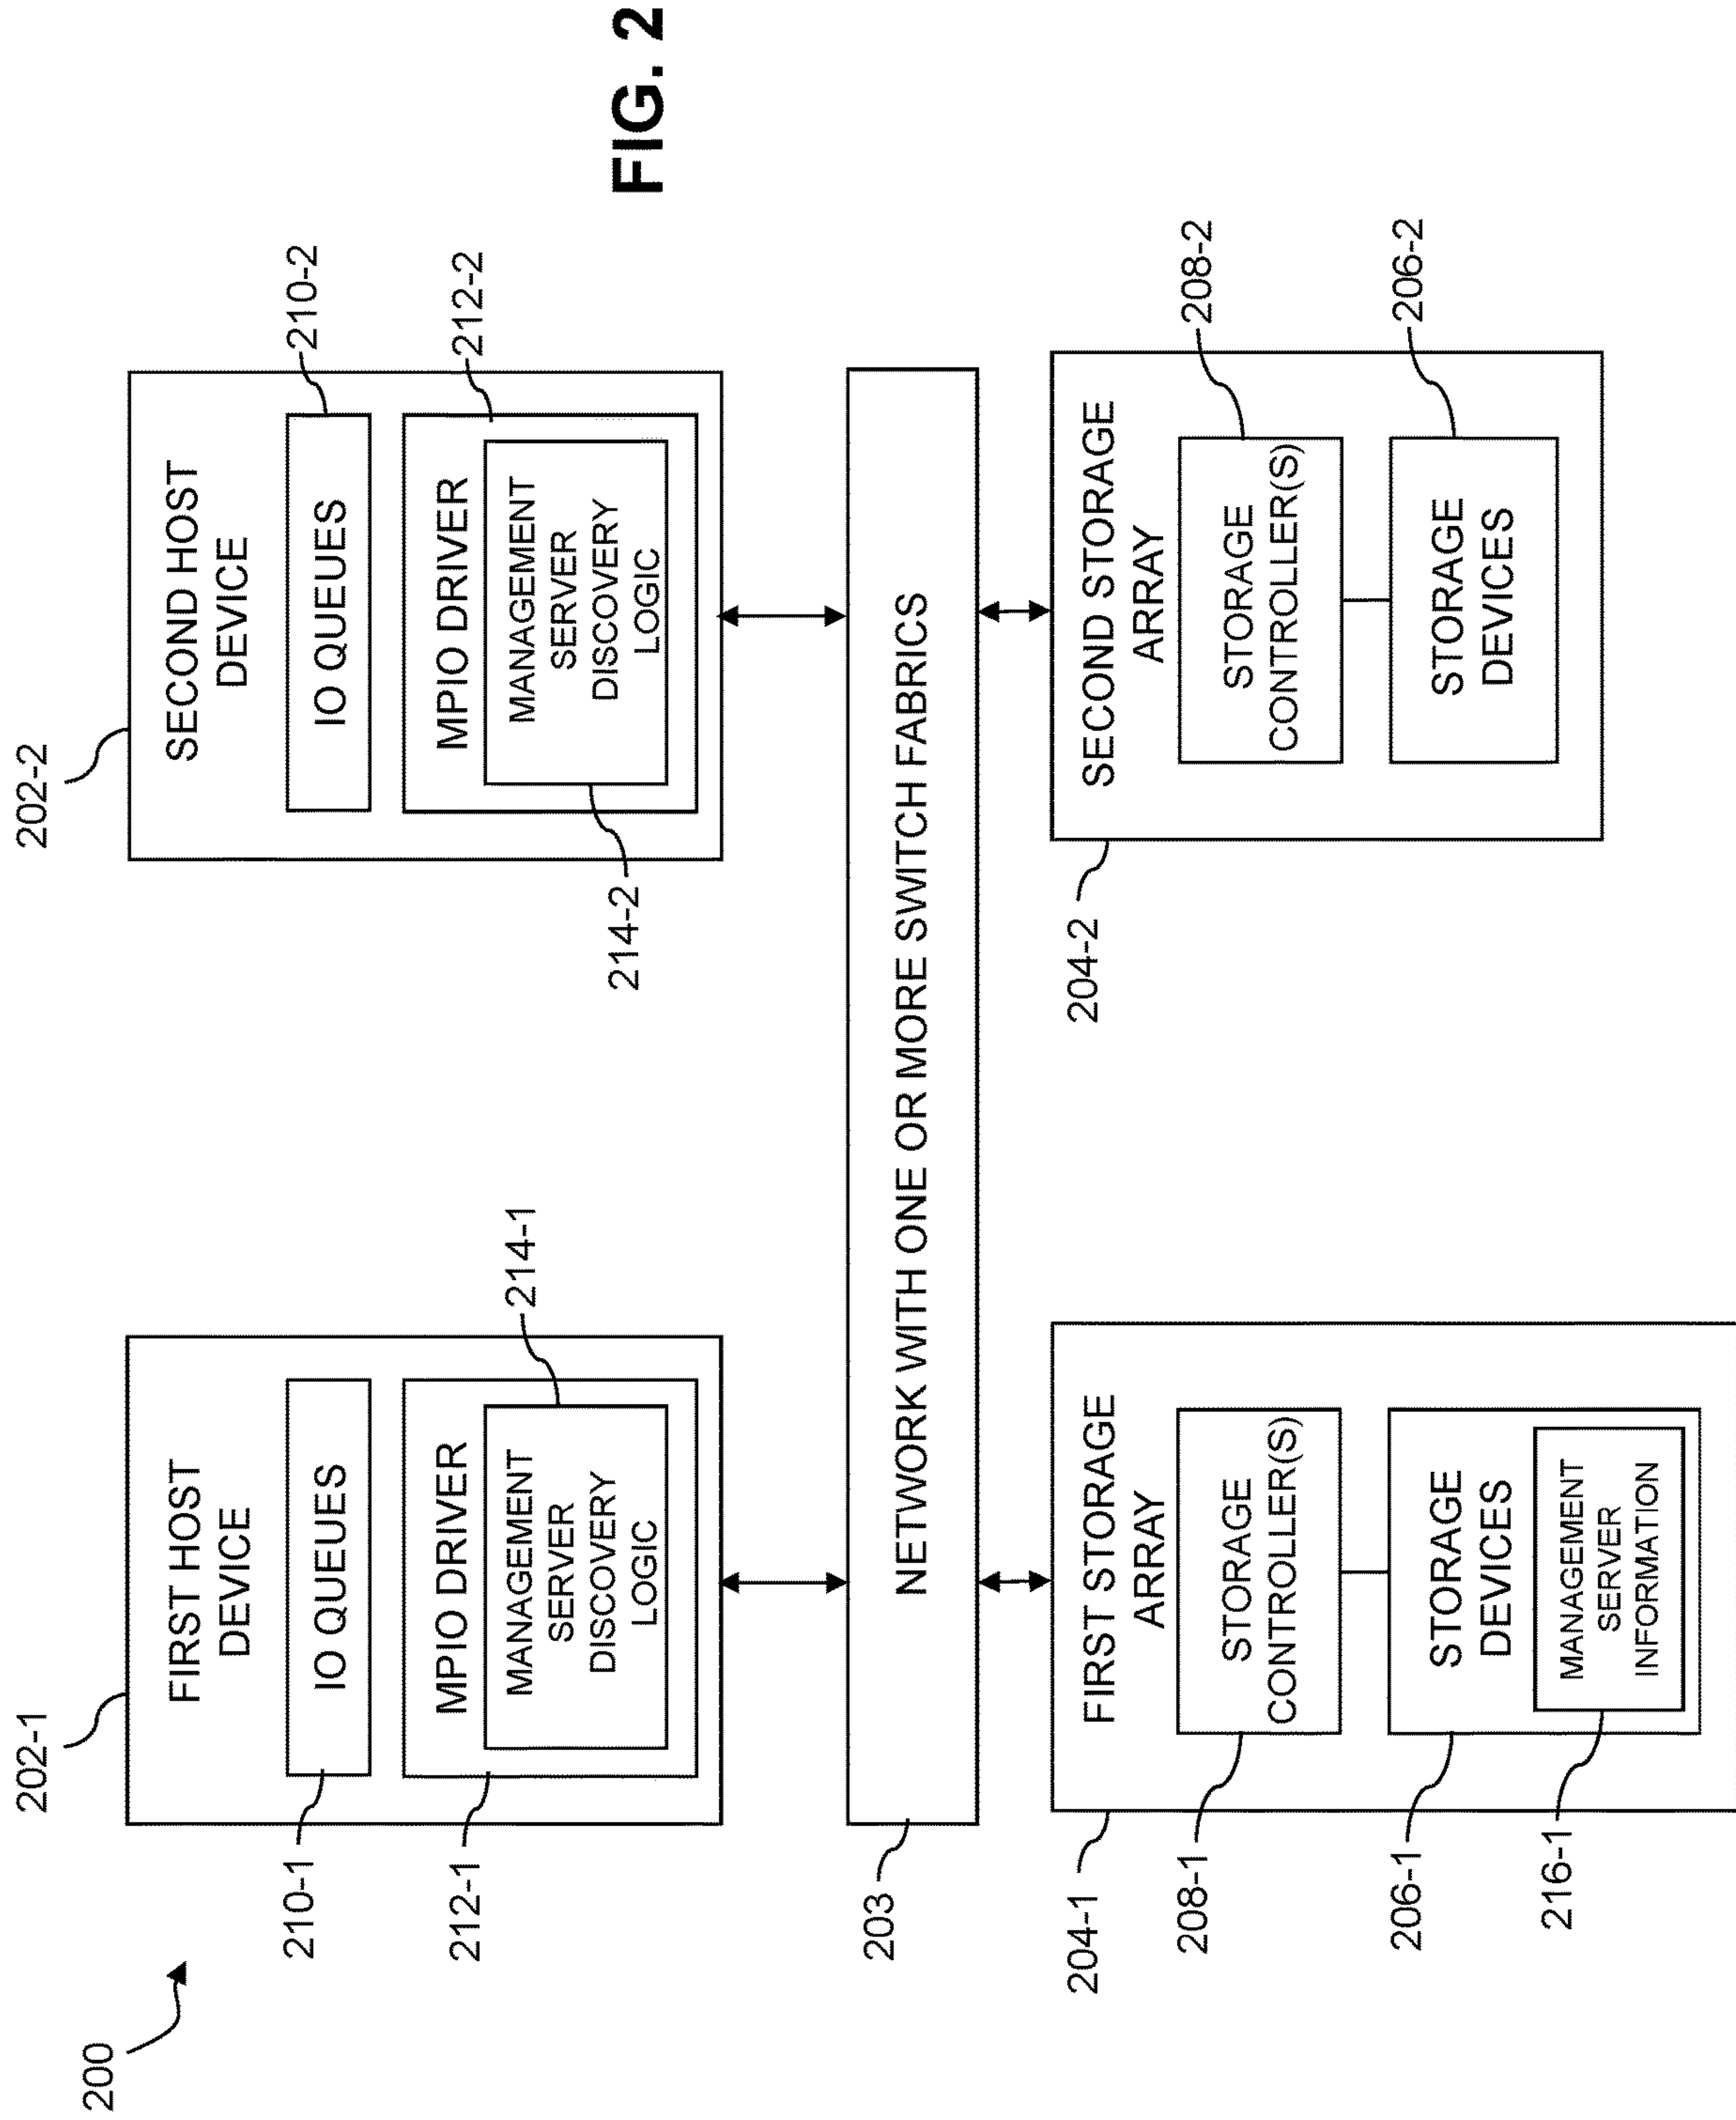 200
202-1
FIRST HOST
DEVICE
210-1
IO QUEUES
212-1
MPIO DRIVER
MANAGEMENT
SERVER
DISCOVERY
LOGIC
214-1
202-2
SECOND HOST
DEVICE
IO QUEUES
210-2
MPIO DRIVER
212-2
MANAGEMENT
SERVER
DISCOVERY
LOGIC
214-2
203
NETWORK WITH ONE OR MORE SWITCH FABRICS
204-1
FIRST STORAGE
ARRAY
208-1
STORAGE
CONTROLLER(S)
206-1
STORAGE
DEVICES
216-1
MANAGEMENT
SERVER
INFORMATION
204-2
SECOND STORAGE
ARRAY
STORAGE
CONTROLLER(S)
208-2
STORAGE
DEVICES
206-2
FIG. 2